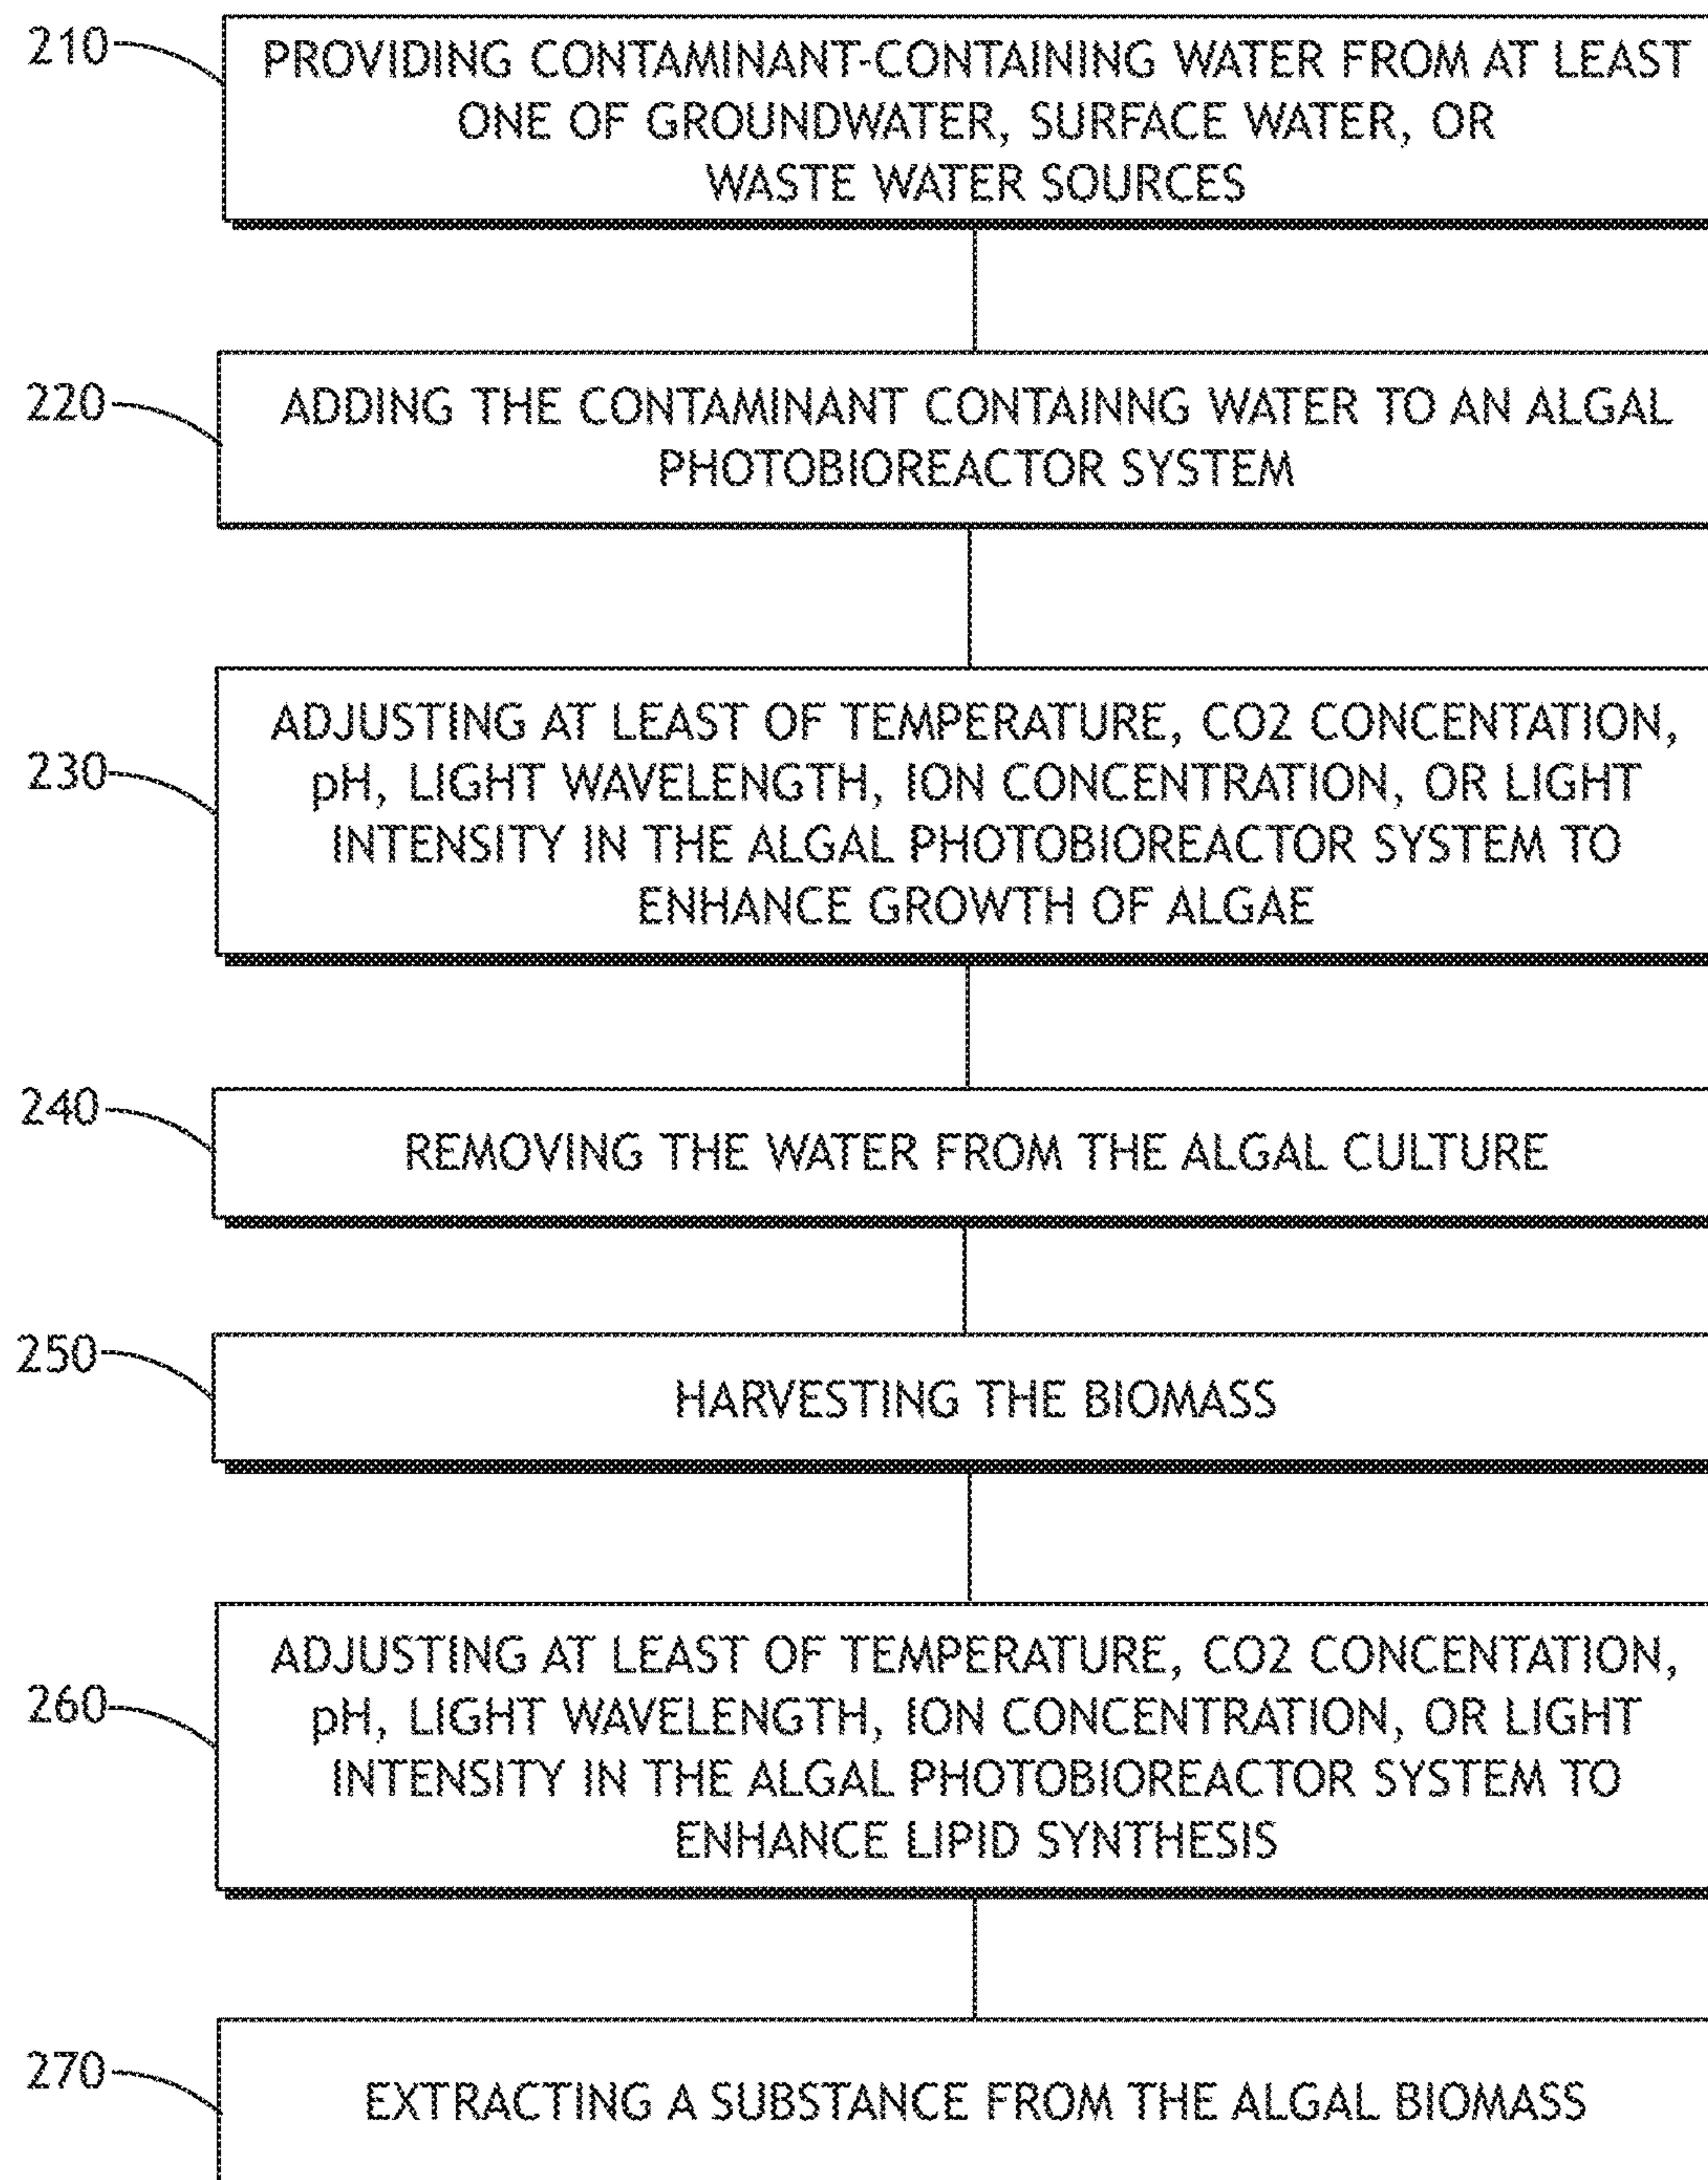 210
PROVIDING CONTAMINANT-CONTAINING WATER FROM AT LEAST
ONE OF GROUNDWATER, SURFACE WATER, OR
WASTE WATER SOURCES
220
ADDING THE CONTAMINANT CONTAINNG WATER TO AN ALGAL
PHOTOBIOREACTOR SYSTEM
230
ADJUSTING AT LEAST OF TEMPERATURE, CO2 CONCENTATION,
pH, LIGHT WAVELENGTH, ION CONCENTRATION, OR LIGHT
INTENSITY IN THE ALGAL PHOTOBIOREACTOR SYSTEM TO
ENHANCE GROWTH OF ALGAE
240
REMOVING THE WATER FROM THE ALGAL CULTURE
250
HARVESTING THE BIOMASS
260
ADJUSTING AT LEAST OF TEMPERATURE, CO2 CONCENTATION,
pH, LIGHT WAVELENGTH, ION CONCENTRATION, OR LIGHT
INTENSITY IN THE ALGAL PHOTOBIOREACTOR SYSTEM TO
ENHANCE LIPID SYNTHESIS
270
EXTRACTING A SUBSTANCE FROM THE ALGAL BIOMASS